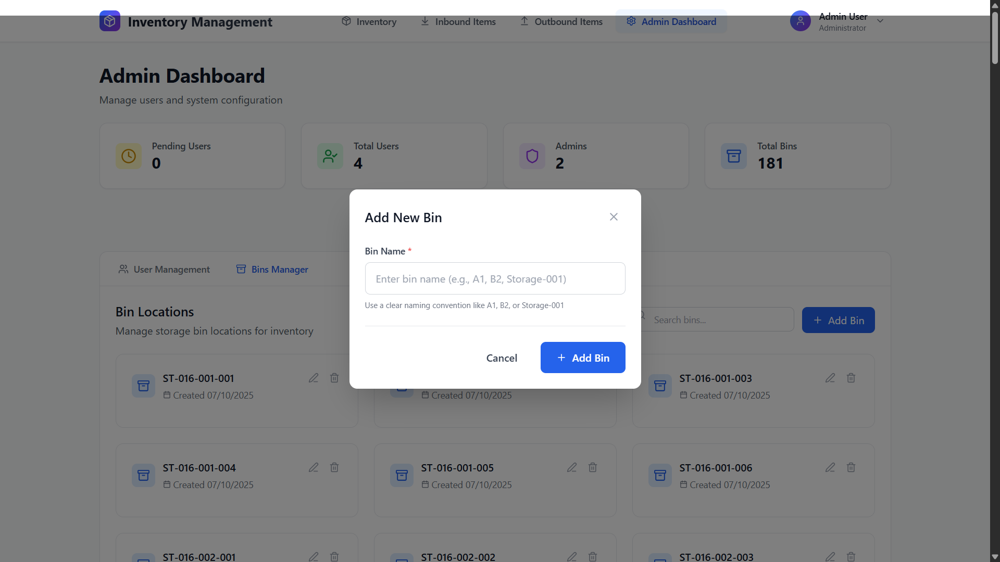 Inventory Management
Inventory
Inbound Items
Outbound Items
Admin Dashboard
Admin User
Administrator
Admin Dashboard
Manage users and system configuration
Pending Users
0
Total Users
4
Admins
2
Total Bins
181
Add New Bin
Bin Name *
Enter bin name (e.g., A1, B2, Storage-001)
Use a clear naming convention like A1, B2, or Storage-001
Cancel
Add Bin
User Management
Bins Manager
Bin Locations
Manage storage bin locations for inventory
Search bins...
Add Bin
ST-016-001-001
Created 07/10/2025
Created 07/10/2025
ST-016-001-003
Created 07/10/2025
ST-016-001-004
Created 07/10/2025
ST-016-001-005
Created 07/10/2025
ST-016-001-006
Created 07/10/2025
ST-016-002-001
ST-016-002-002
ST-016-002-003